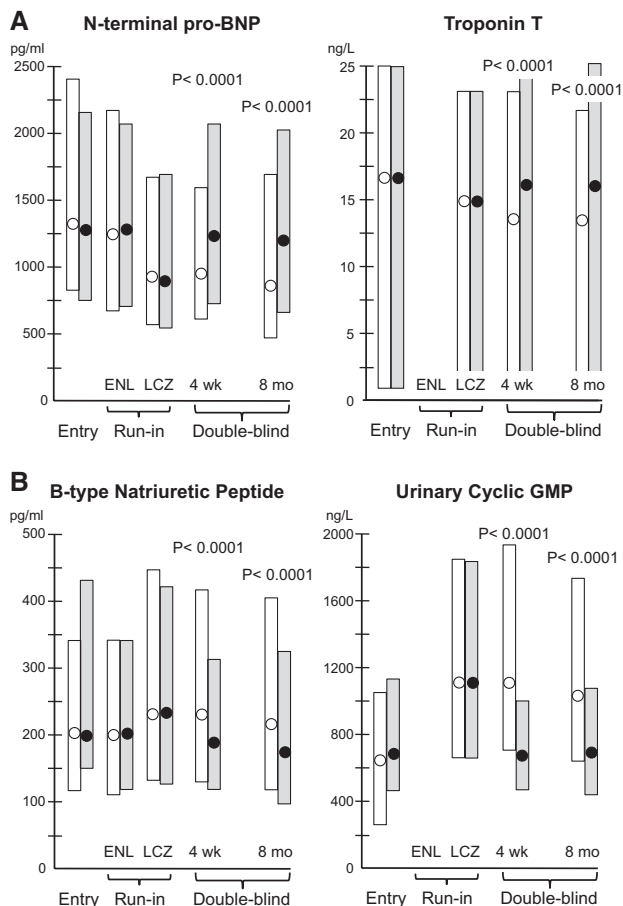 A
N-terminal pro-BNP
pg/ml
2500
2000
1500
1000
500
0
P< 0.0001
P< 0.0001
ENL LCZ 4 wk 8 mo
Entry Run-in Double-blind
Troponin T
ng/L
25
20
15
10
5
0
P< 0.0001
P< 0.0001
ENL LCZ 4 wk 8 mo
Entry Run-in Double-blind
B
B-type Natriuretic Peptide
pg/ml
500
400
300
200
100
0
P< 0.0001
P< 0.0001
ENL LCZ 4 wk 8 mo
Entry Run-in Double-blind
Urinary Cyclic GMP
ng/L
2000
1600
1200
800
400
0
P< 0.0001
P< 0.0001
ENL LCZ 4 wk 8 mo
Entry Run-in Double-blind